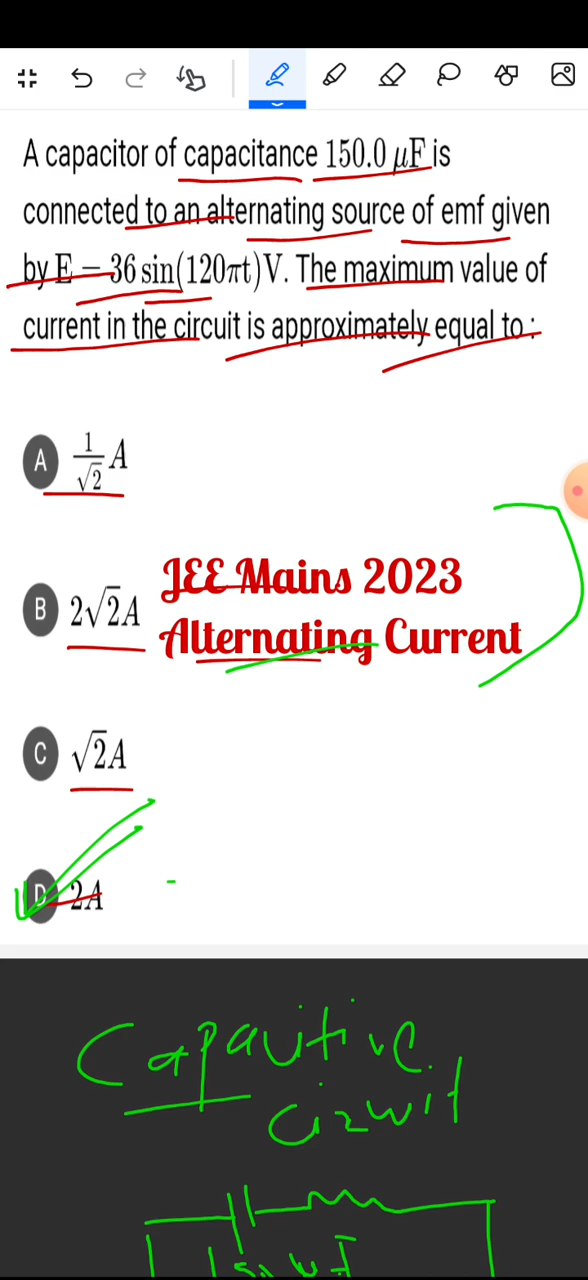 A capacitor of capacitance 150.0 μF is
connected to an alternating source of emf given
by E = 36 sin(120πt)V. The maximum value of
current in the circuit is approximately equal to :
A 1/√2 A
B 2√2A
JEE Mains 2023
Alternating Current
C √2A
D 2A
Capacitive
circuit